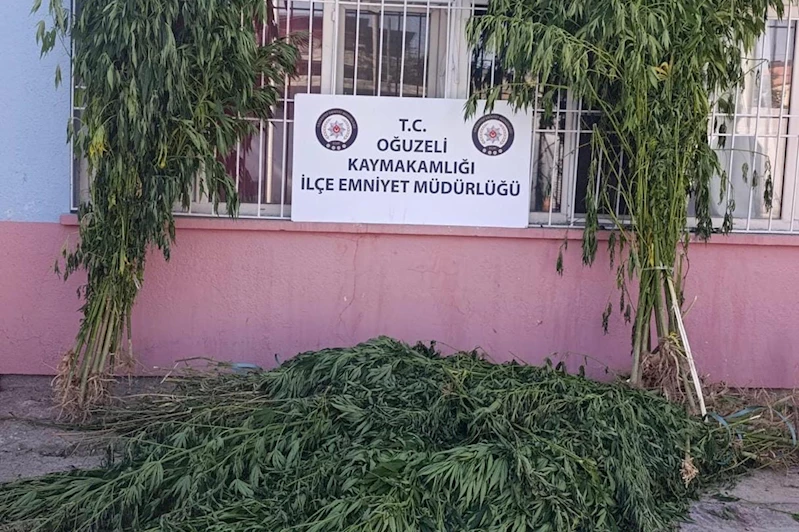 T.C.
OĞUZELİ
KAYMAKAMLIĞI
İLÇE EMNİYET MÜDÜRLÜĞÜ